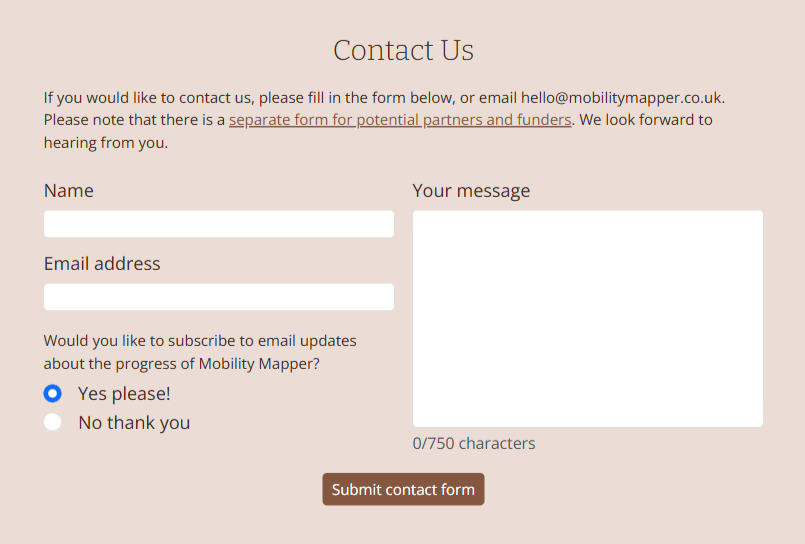 Contact Us
If you would like to contact us, please fill in the form below, or email hello@mobilitymapper.co.uk.
Please note that there is a separate form for potential partners and funders. We look forward to
hearing from you.
Name
Email address
Would you like to subscribe to email updates
about the progress of Mobility Mapper?
Yes please!
No thank you
Your message
0/750 characters
Submit contact form